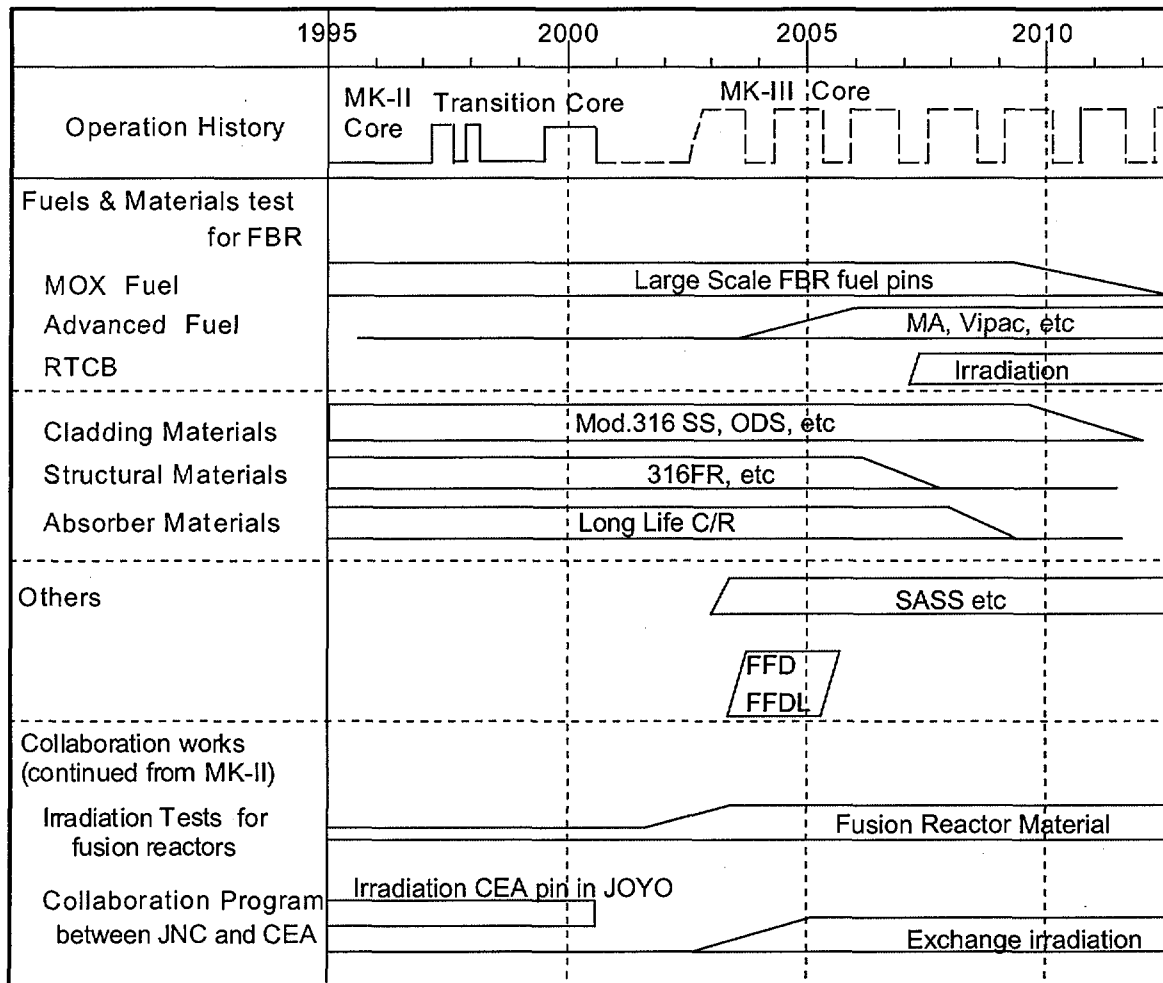 1995 2000 2005 2010
Operation History
MK-II Transition Core MK-III Core
Core
Fuels & Materials test
for FBR
MOX Fuel Large Scale FBR fuel pins
Advanced Fuel MA, Vipac, etc
RTCB Irradiation
Cladding Materials Mod.316 SS, ODS, etc
Structural Materials 316FR, etc
Absorber Materials Long Life C/R
Others SASS etc
FFD
FFDL
Collaboration works
(continued from MK-II)
Irradiation Tests for
fusion reactors
Fusion Reactor Material
Irradiation CEA pin in JOYO
Collaboration Program
between JNC and CEA
Exchange irradiation